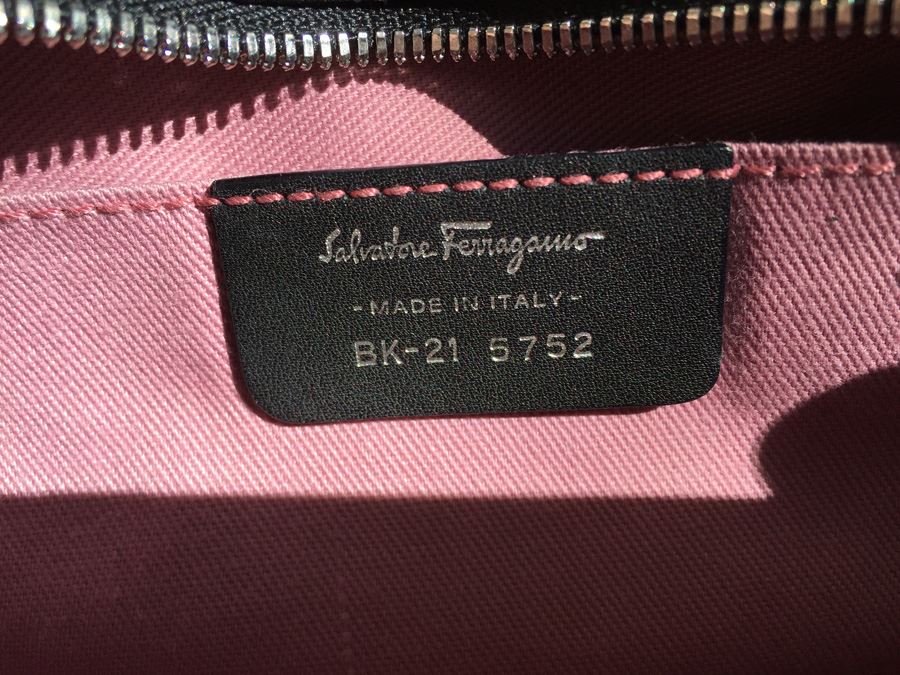 Salvatore Ferragamo
-MADE IN ITALY-
BK-21 5752